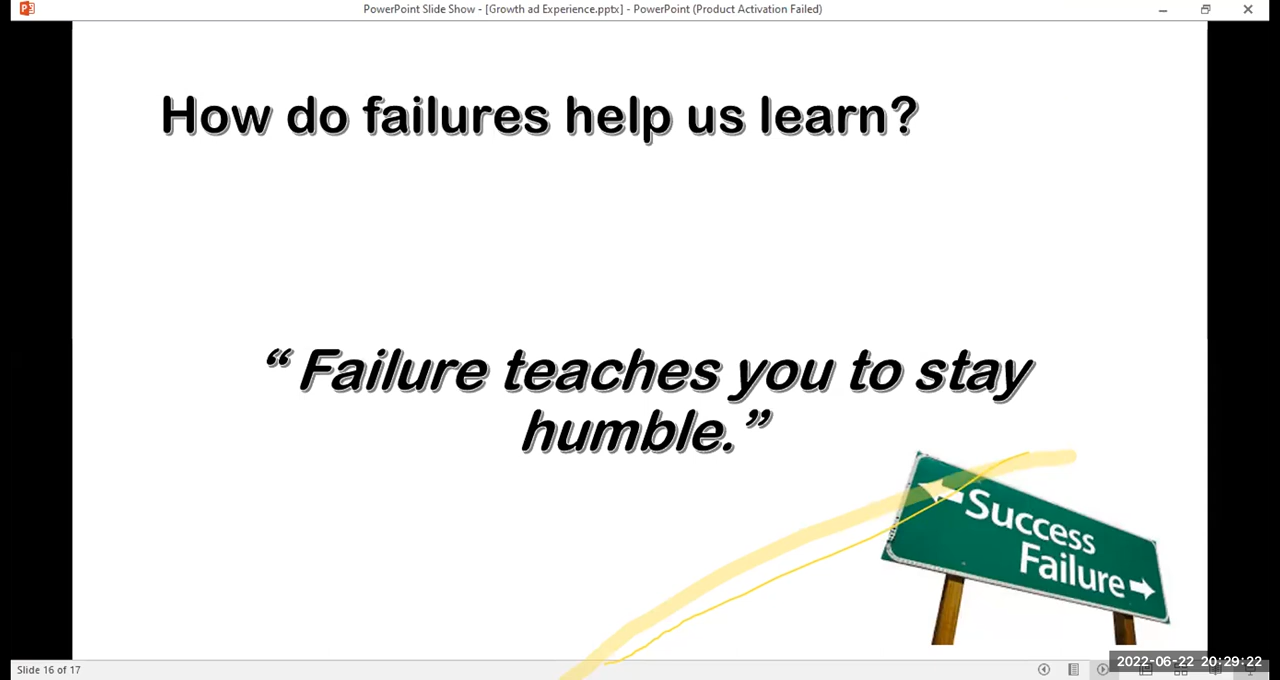 PowerPoint Slide Show - [Growth ad Experience.pptx] - PowerPoint (Product Activation Failed)
How do failures help us learn?
“ Failure teaches you to stay
humble.”
Success
Failure
Slide 16 of 17
2022-06-22 20:29:22